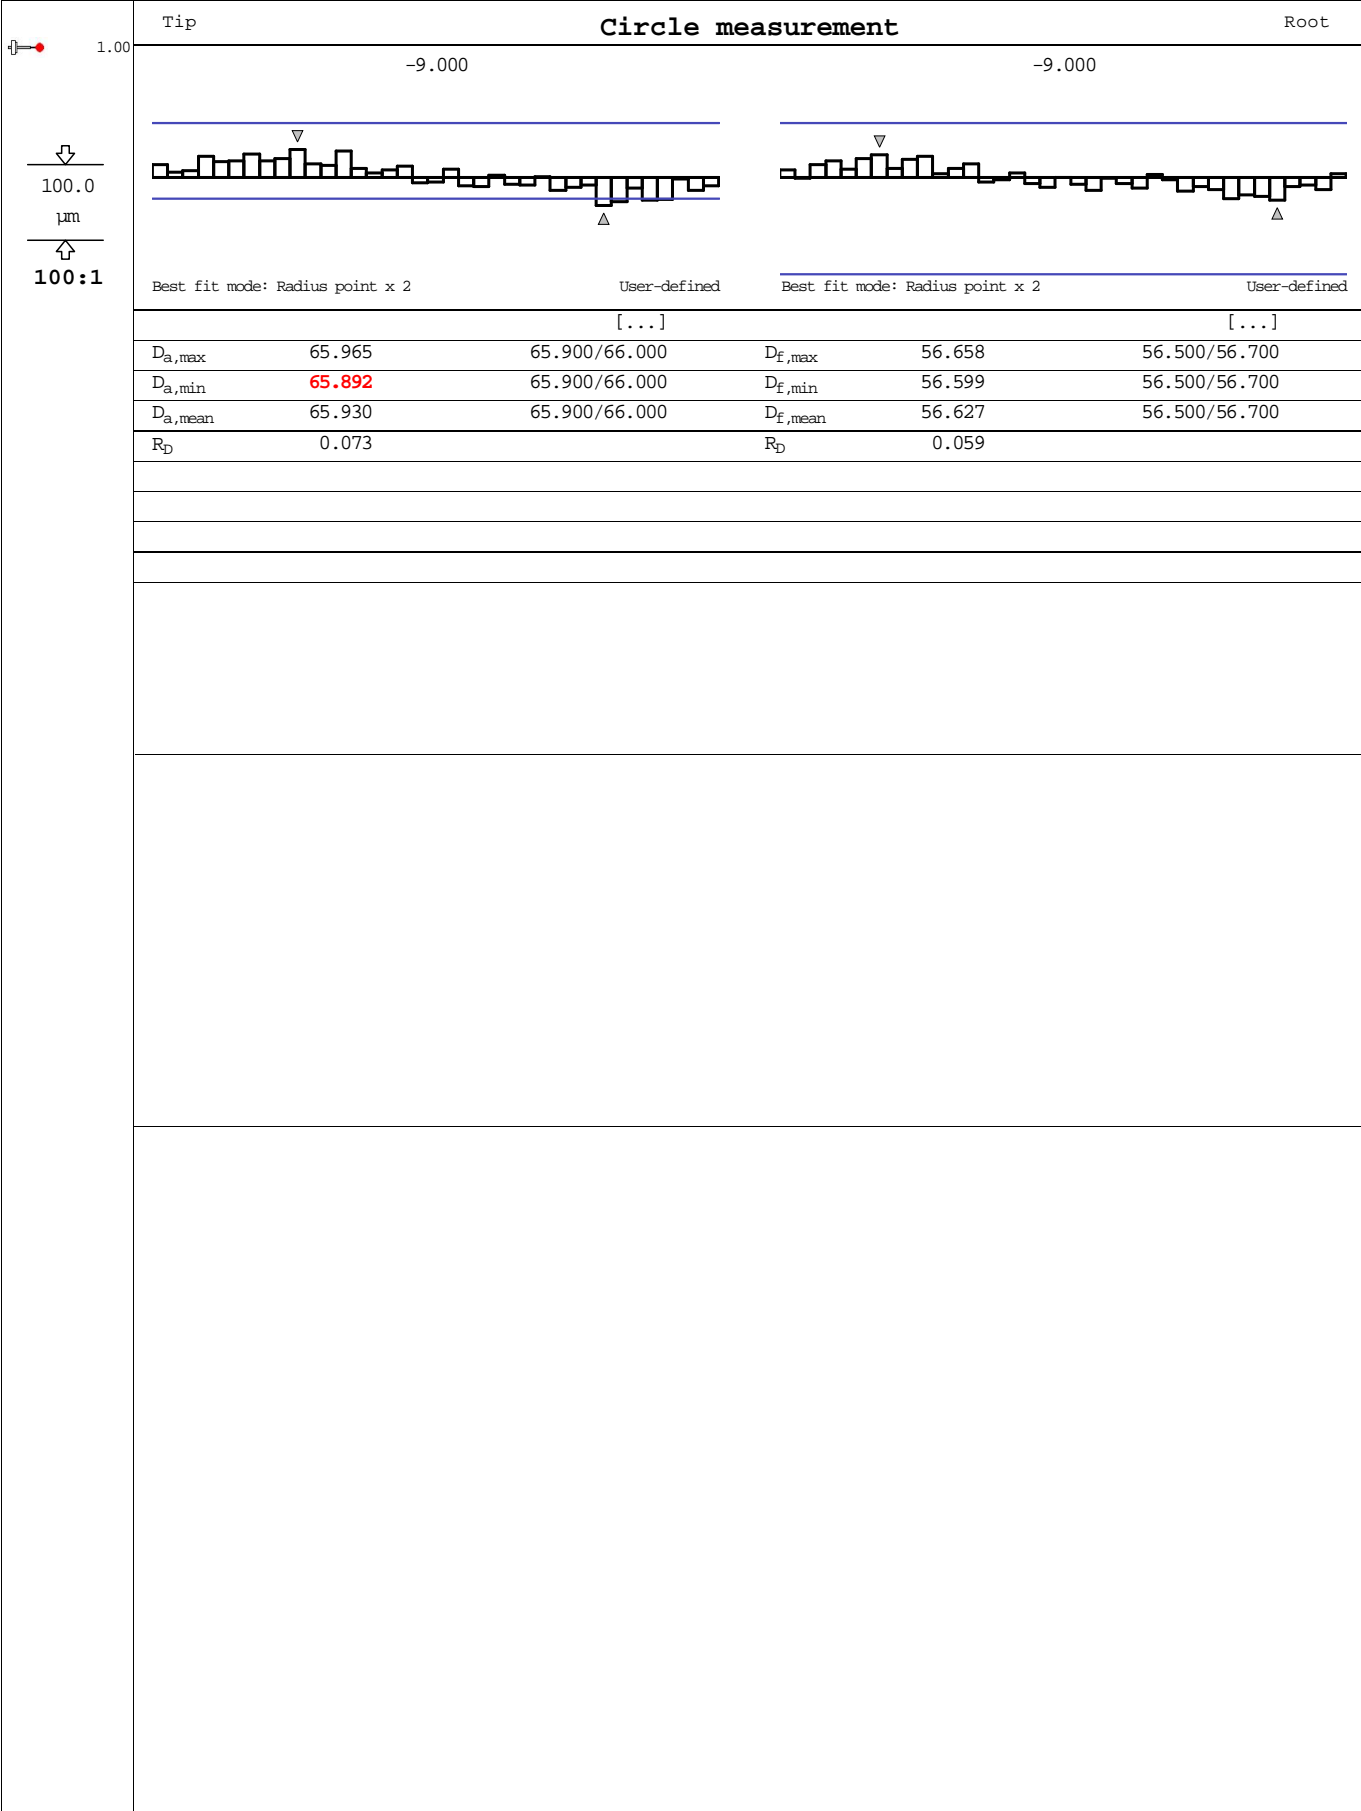 Tip Circle measurement Root
1.00
-9.000 -9.000
100.0
µm
100:1
Best fit mode: Radius point x 2 User-defined Best fit mode: Radius point x 2 User-defined
[...] [...]
Da,max 65.965 65.900/66.000 Df,max 56.658 56.500/56.700
Da,min 65.892 65.900/66.000 Df,min 56.599 56.500/56.700
Da,mean 65.930 65.900/66.000 Df,mean 56.627 56.500/56.700
RD 0.073 RD 0.059